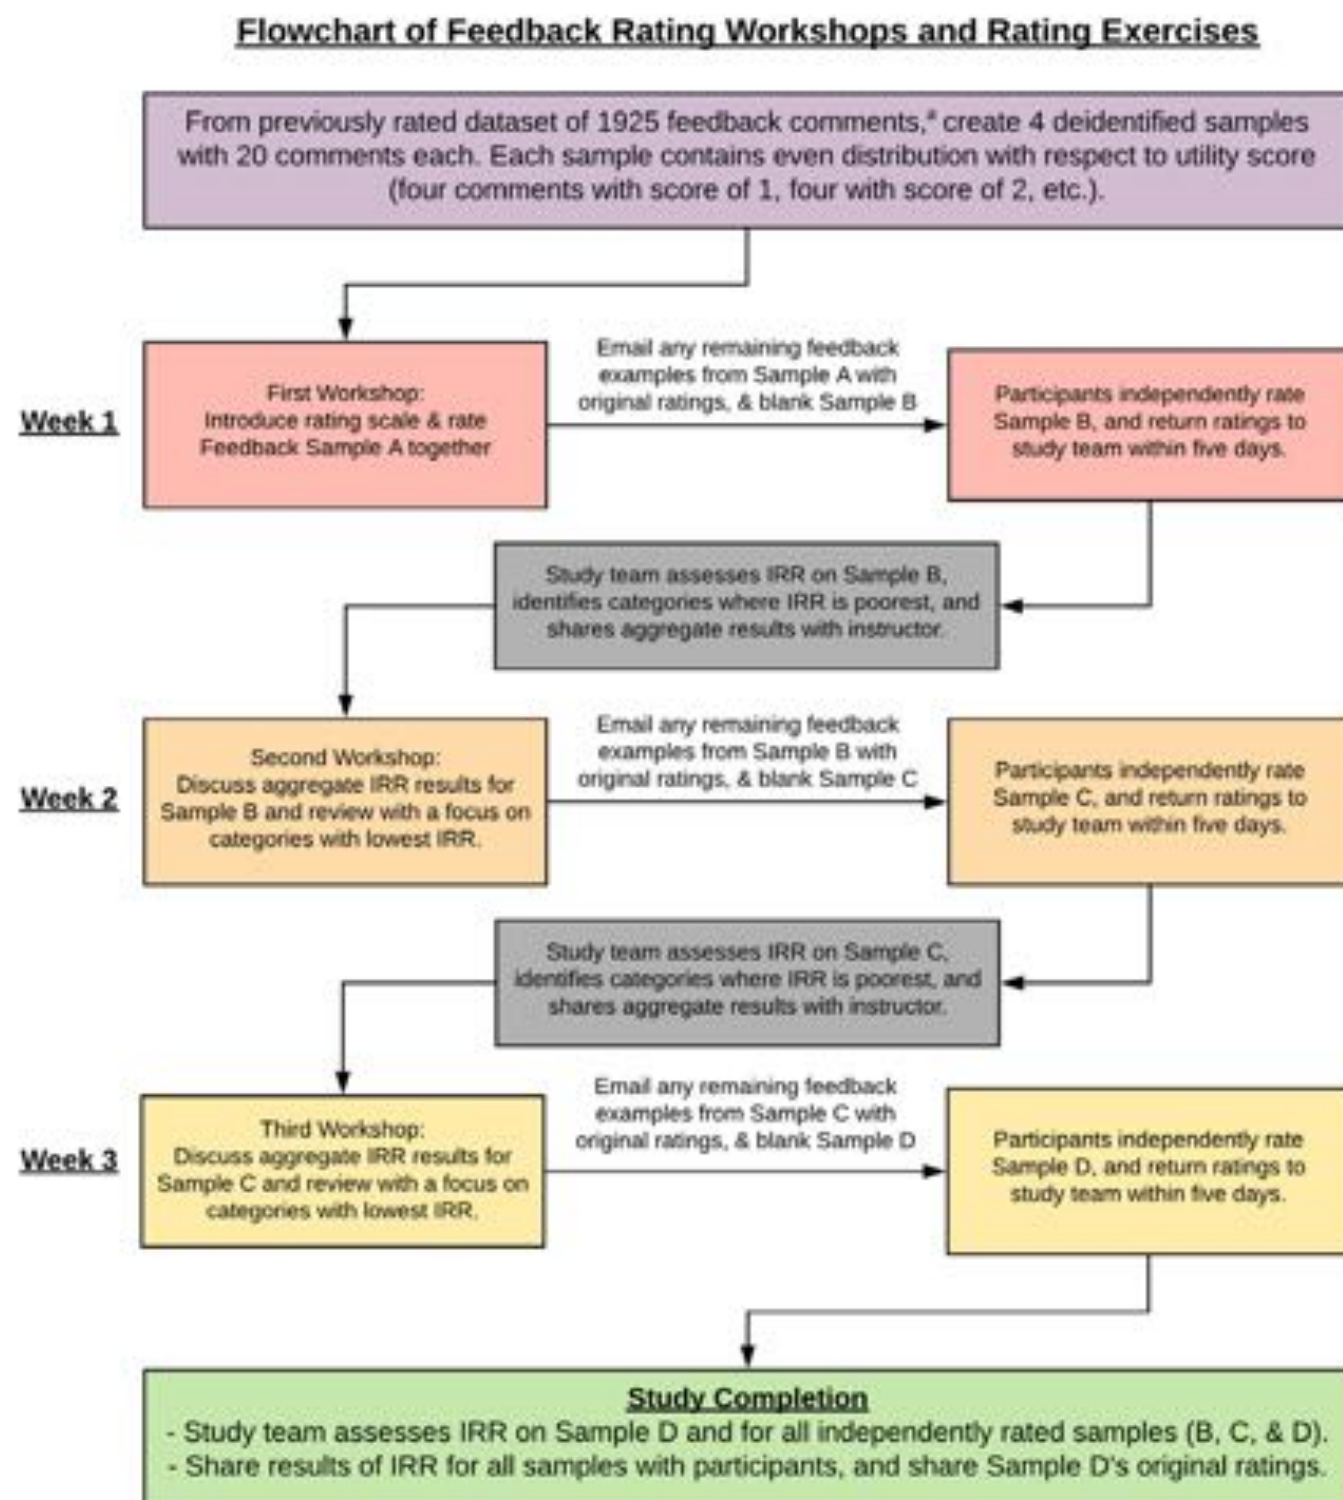 Flowchart of Feedback Rating Workshops and Rating Exercises
From previously rated dataset of 1925 feedback comments,ª create 4 deidentified samples
with 20 comments each. Each sample contains even distribution with respect to utility score
(four comments with score of 1, four with score of 2, etc.).
Week 1
First Workshop:
Introduce rating scale & rate
Feedback Sample A together
Email any remaining feedback
examples from Sample A with
original ratings, & blank Sample B
Participants independently rate
Sample B, and return ratings to
study team within five days.
Study team assesses IRR on Sample B,
identifies categories where IRR is poorest, and
shares aggregate results with instructor.
Week 2
Second Workshop:
Discuss aggregate IRR results for
Sample B and review with a focus on
categories with lowest IRR.
Email any remaining feedback
examples from Sample B with
original ratings, & blank Sample C
Participants independently rate
Sample C, and return ratings to
study team within five days.
Study team assesses IRR on Sample C,
identifies categories where IRR is poorest, and
shares aggregate results with instructor.
Week 3
Third Workshop:
Discuss aggregate IRR results for
Sample C and review with a focus on
categories with lowest IRR.
Email any remaining feedback
examples from Sample C with
original ratings, & blank Sample D
Participants independently rate
Sample D, and return ratings to
study team within five days.
Study Completion
- Study team assesses IRR on Sample D and for all independently rated samples (B, C, & D).
- Share results of IRR for all samples with participants, and share Sample D's original ratings.